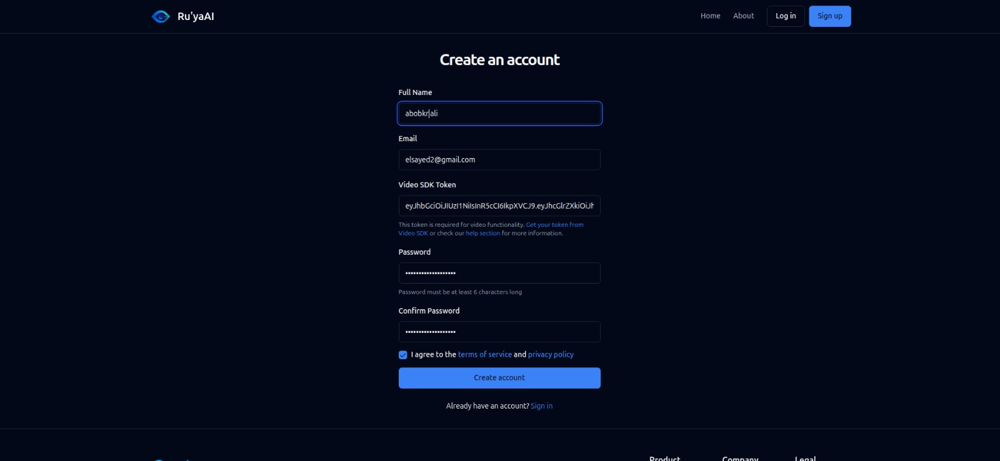 Ru'yaAI
Home About Log in Sign up
Create an account
Full Name
abobkr ali
Email
elsayed2@gmail.com
Video SDK Token
eyJhbGciOiJIUzI1NiIsInR5cCI6IkpXVCJ9.eyJhcGlrZXkiOiJh
This token is required for video functionality. Get your token from
Video SDK or check our help section for more information.
Password
•••••••••••••••••••
Password must be at least 6 characters long
Confirm Password
•••••••••••••••••••
I agree to the terms of service and privacy policy
Create account
Already have an account? Sign in
Product Company Legal